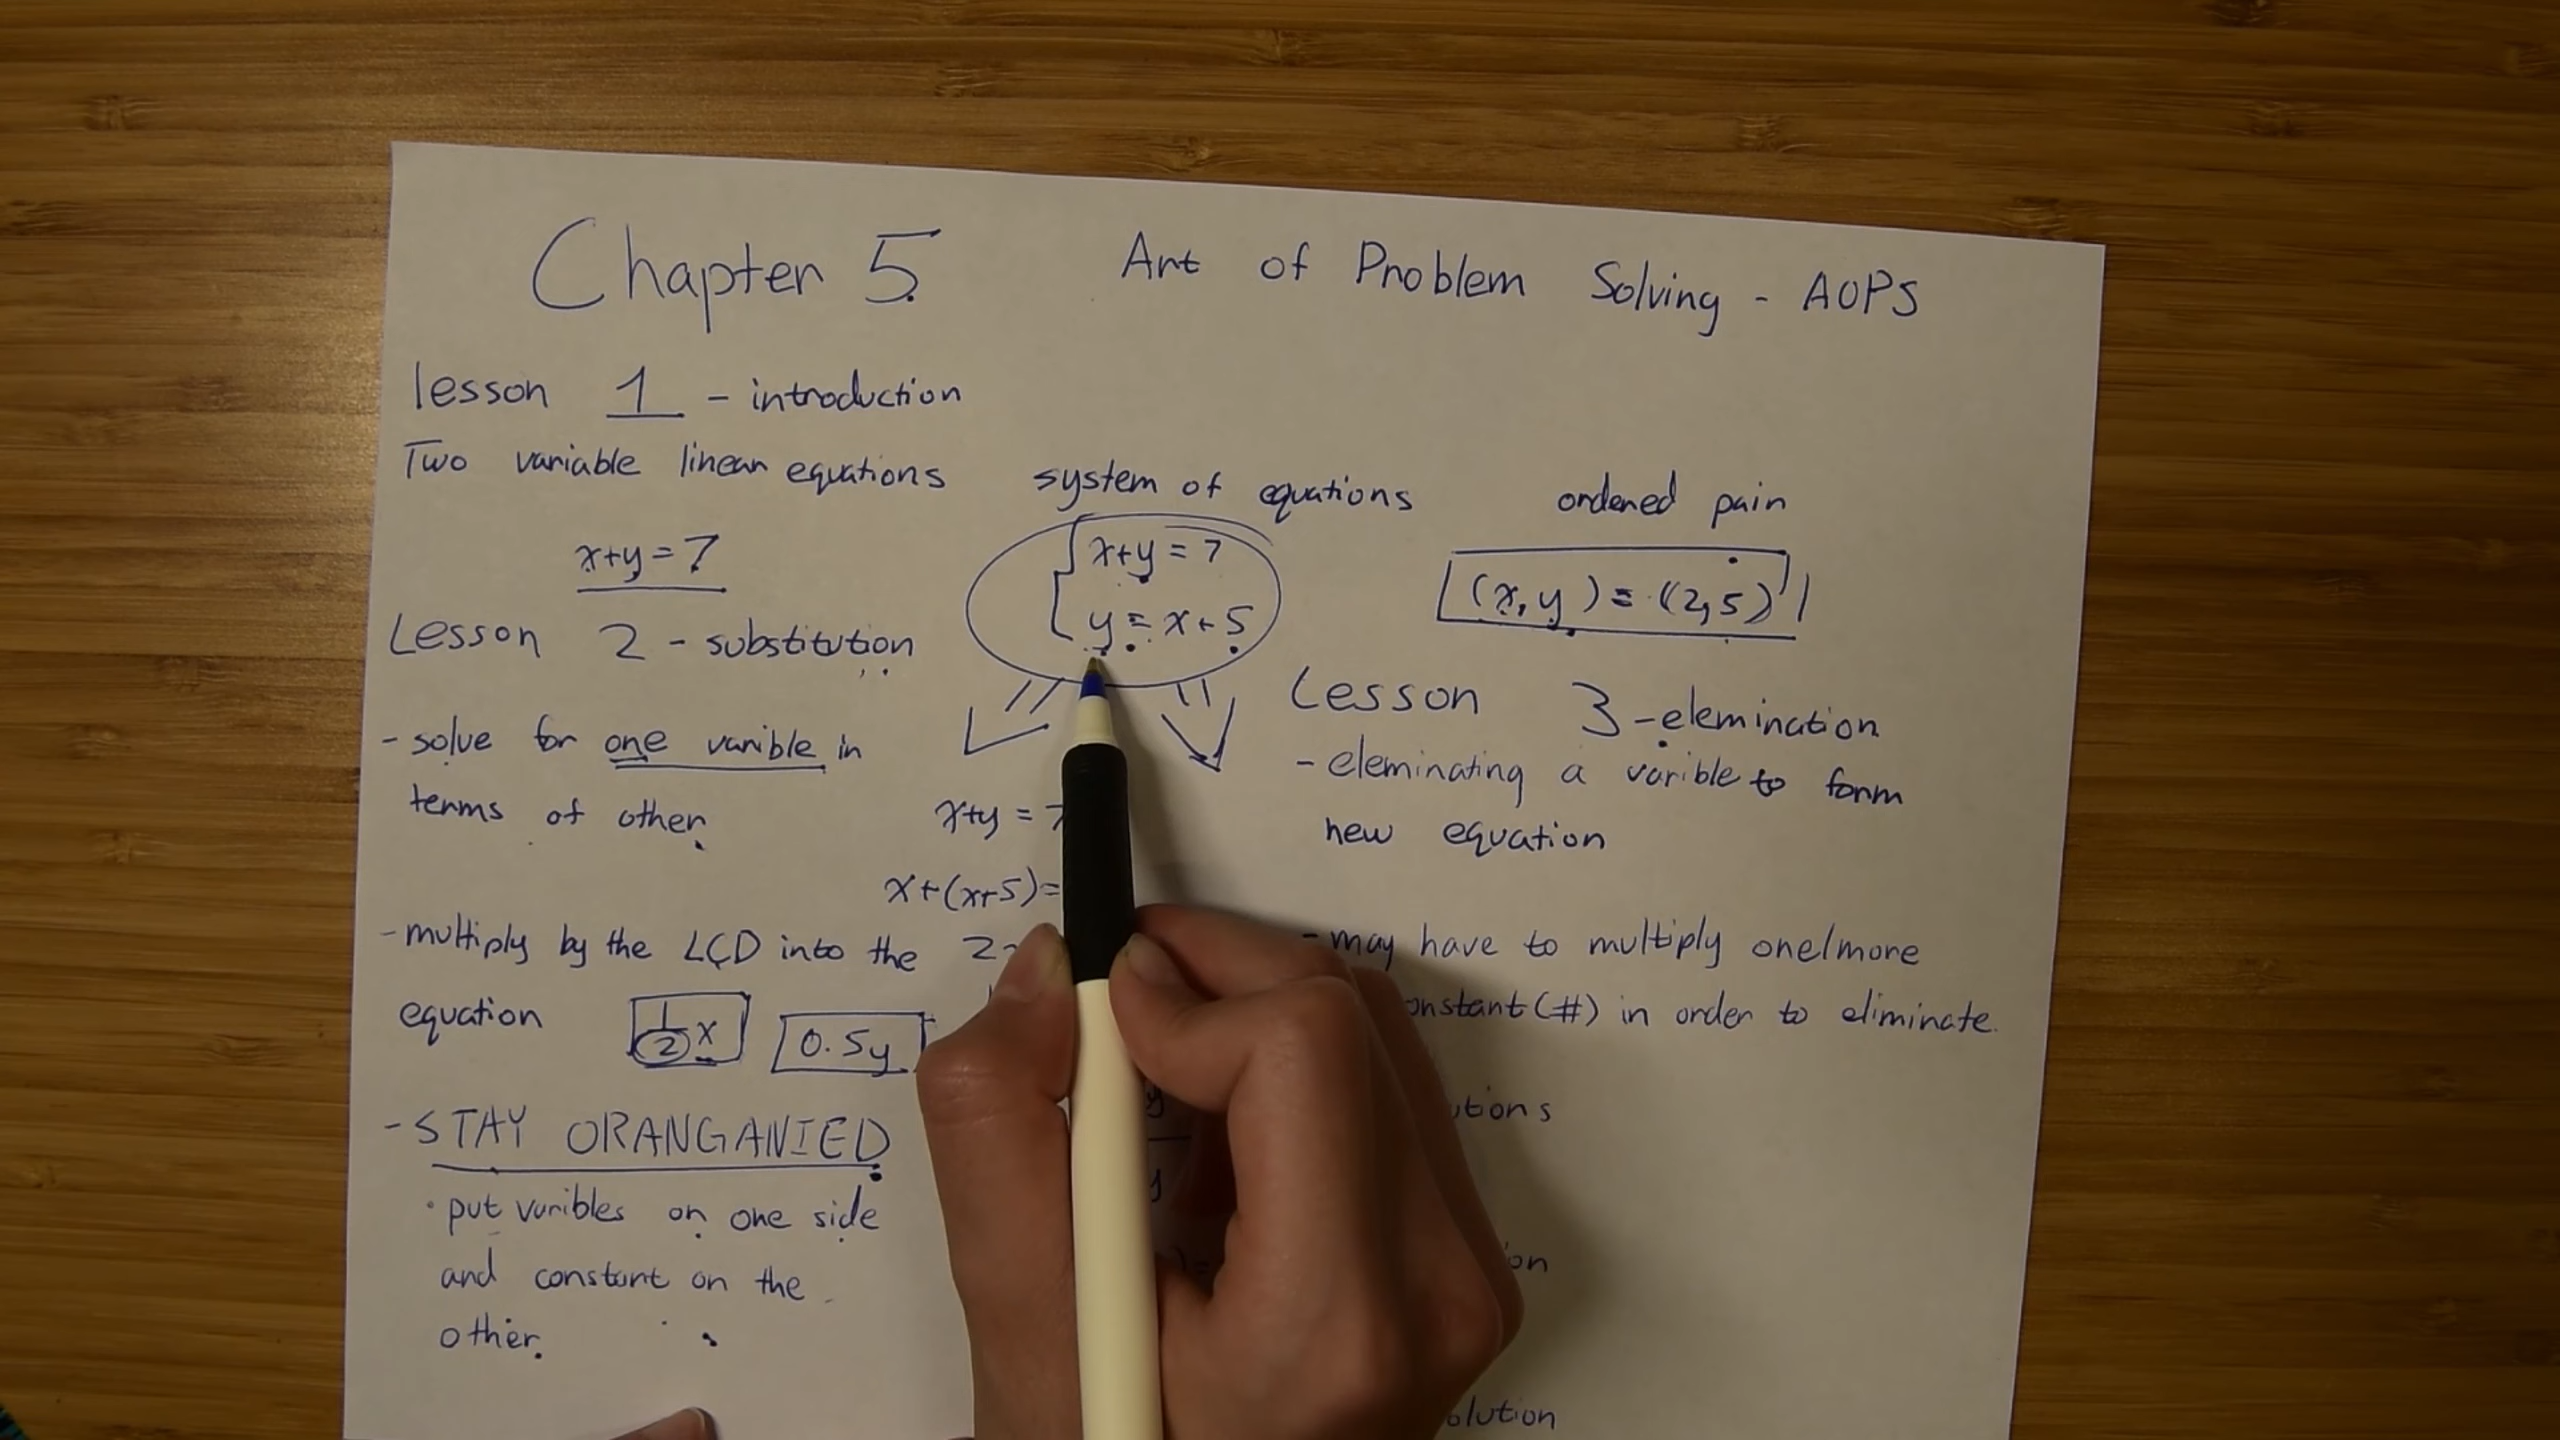 Chapter 5
Art of Problem Solving - AOPS
lesson 1 - introduction
Two variable linear equations
x+y=7
system of equations
x+y=7
y=x+5
ordered pair
(x,y)=(2,5)
Lesson 2 - substitution
- solve for one varible in
terms of other.
- multiply by the LCD into the
equation
1/2 x
0.5y
- STAY ORANGANIED
· put varibles on one side
and constant on the
other.
x+y = 7
x+(x+5)=
Lesson 3 - elemination
- eleminating a varible to form
new equation
- may have to multiply one/more
onstant(#) in order to eliminate.